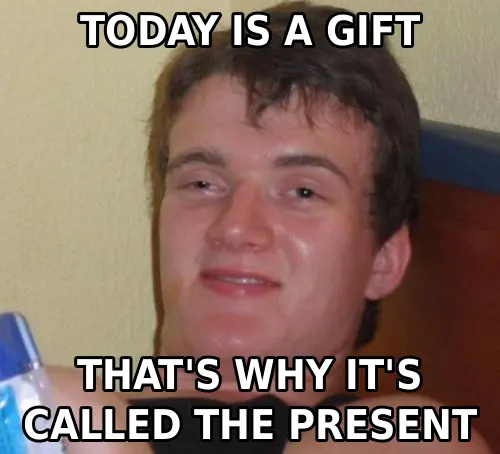 TODAY IS A GIFT
THAT'S WHY IT'S
CALLED THE PRESENT